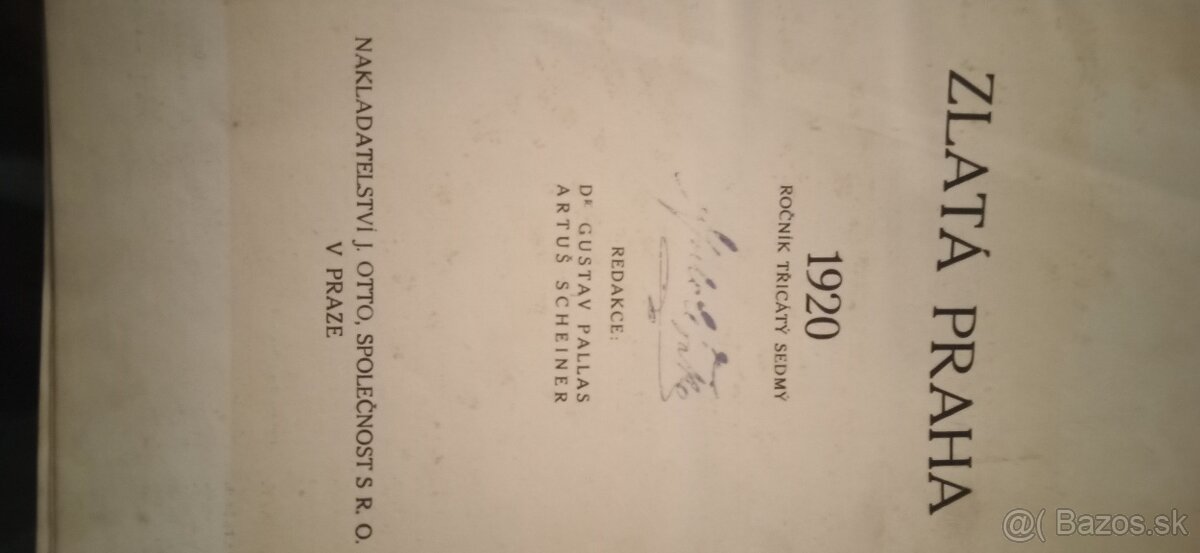 ZLATÁ PRAHA
1920
ROČNÍK TŘICÁTÝ SEDMÝ
REDAKCE:
DR GUSTAV PALLAS
ARTUŠ SCHEINER
NAKLADATELSTVÍ J. OTTO, SPOLEČNOST S R. O.
V PRAZE
@( Bazos.sk